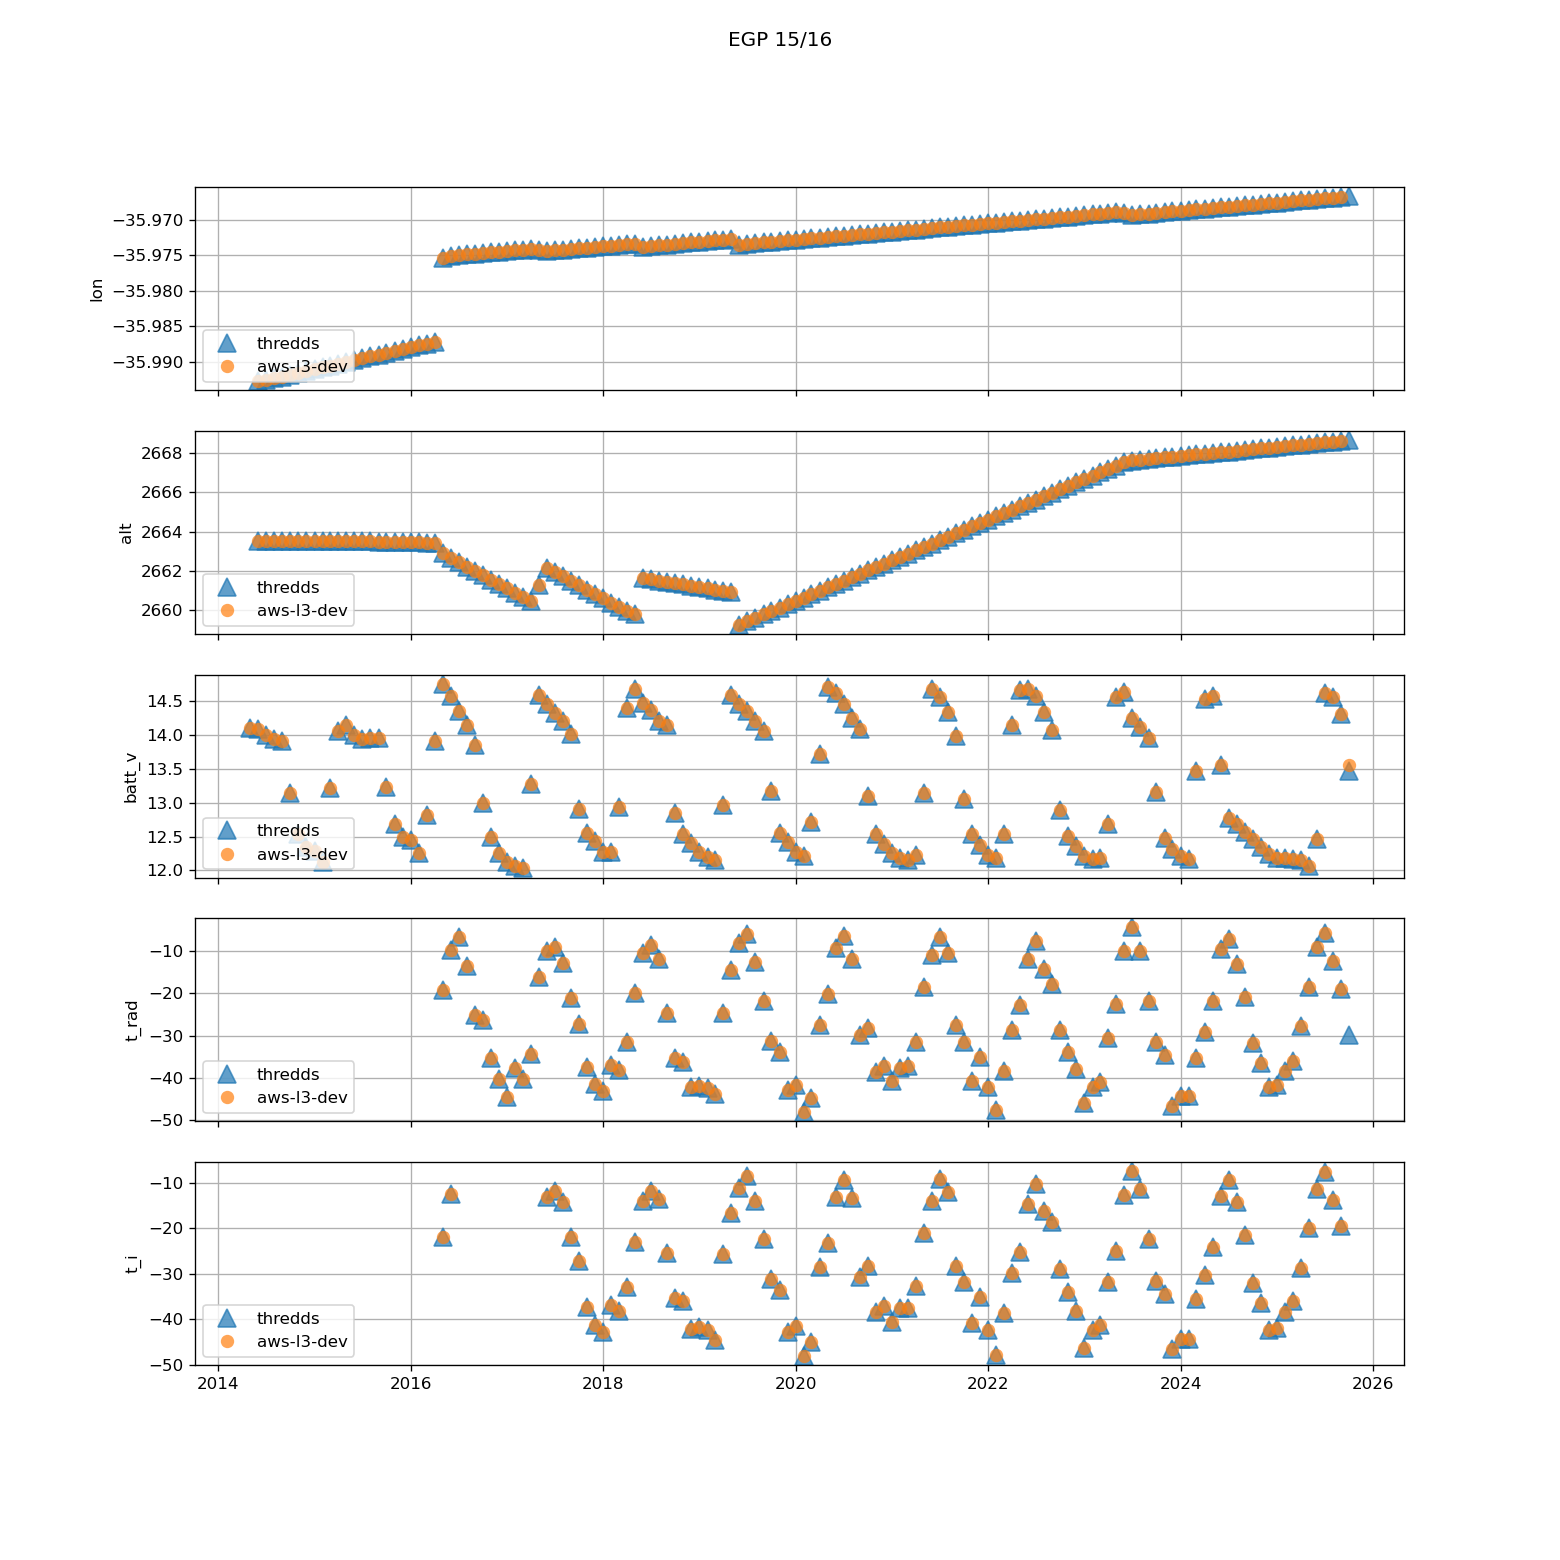 EGP 15/16
−35.970
−35.975
−35.980
−35.985
−35.990
lon
thredds
aws-l3-dev
2668
2666
2664
2662
2660
alt
thredds
aws-l3-dev
14.5
14.0
13.5
13.0
12.5
12.0
batt_v
thredds
aws-l3-dev
−10
−20
−30
−40
−50
t_rad
thredds
aws-l3-dev
−10
−20
−30
−40
−50
t_i
thredds
aws-l3-dev
2014 2016 2018 2020 2022 2024 2026